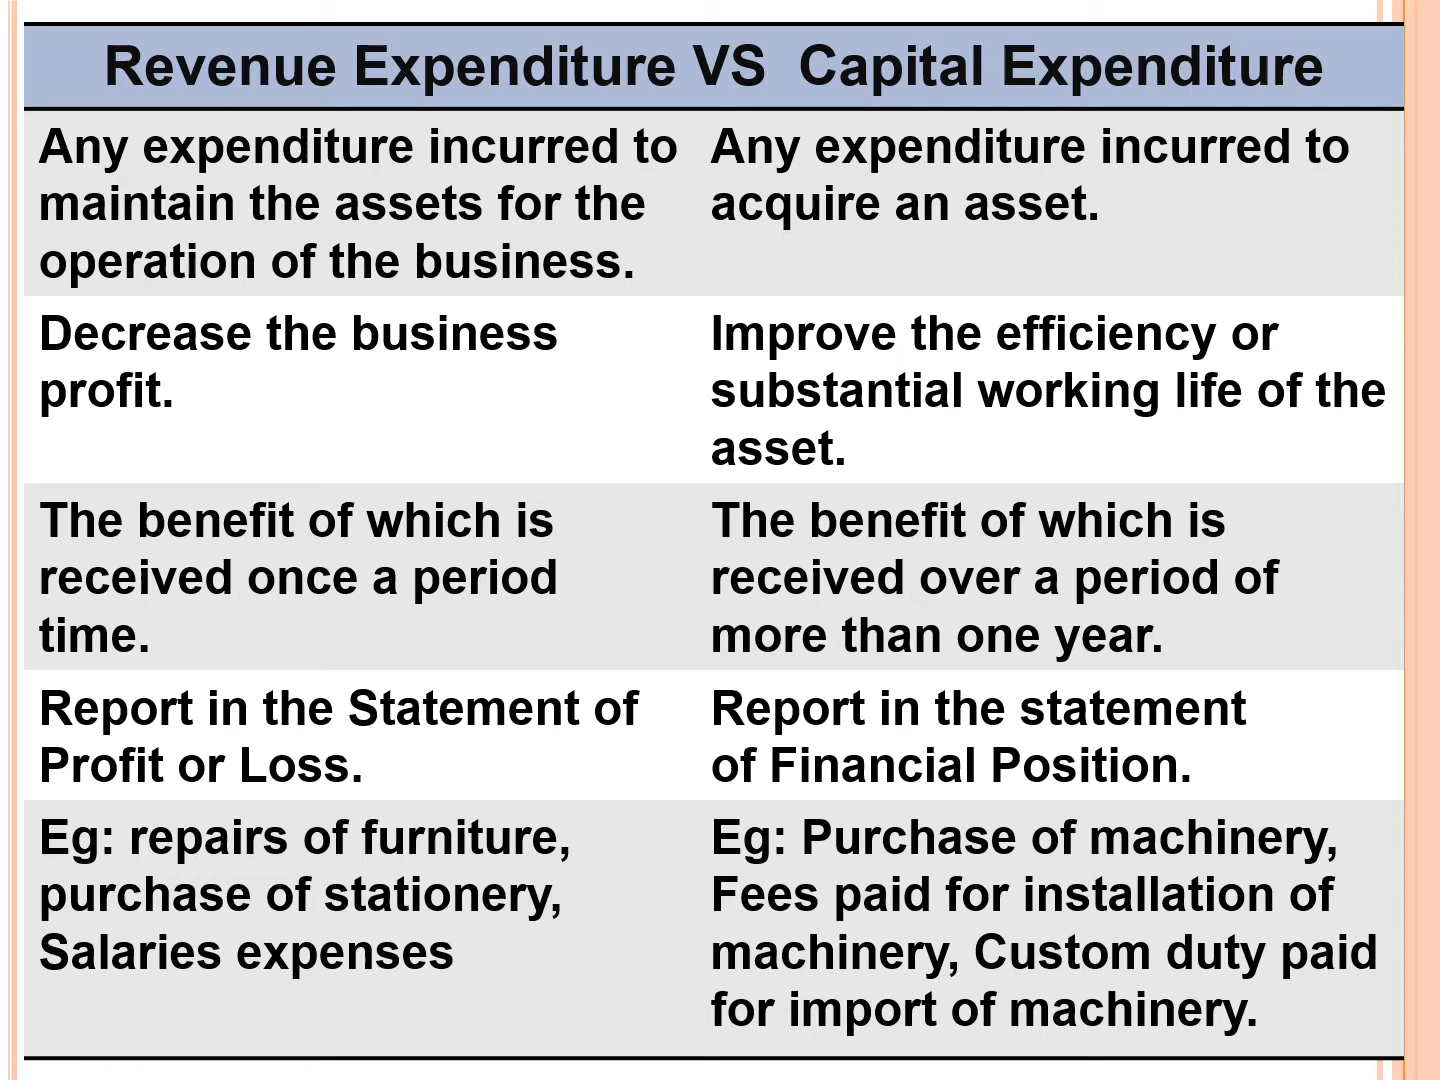 Revenue Expenditure VS  Capital Expenditure
Any expenditure incurred to
maintain the assets for the
operation of the business.
Any expenditure incurred to
acquire an asset.
Decrease the business
profit.
Improve the efficiency or
substantial working life of the
asset.
The benefit of which is
received once a period
time.
The benefit of which is
received over a period of
more than one year.
Report in the Statement of
Profit or Loss.
Report in the statement
of Financial Position.
Eg: repairs of furniture,
purchase of stationery,
Salaries expenses
Eg: Purchase of machinery,
Fees paid for installation of
machinery, Custom duty paid
for import of machinery.